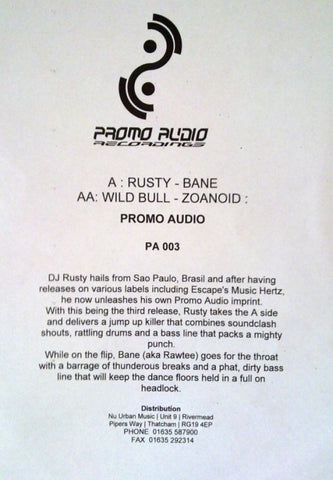 PROMO AUDIO
RECORDINGS
A : RUSTY - BANE
AA: WILD BULL - ZOANOID :
PROMO AUDIO
PA 003
DJ Rusty hails from Sao Paulo, Brasil and after having
releases on various labels including Escape's Music Hertz,
he now unleashes his own Promo Audio imprint.
With this being the third release, Rusty takes the A side
and delivers a jump up killer that combines soundclash
shouts, rattling drums and a bass line that packs a mighty
punch.
While on the flip, Bane (aka Rawtee) goes for the throat
with a barrage of thunderous breaks and a phat, dirty bass
line that will keep the dance floors held in a full on
headlock.
Distribution
Nu Urban Music | Unit 9 | Rivermead
Pipers Way | Thatcham | RG19 4EP
PHONE 01635 587900
FAX 01635 292314